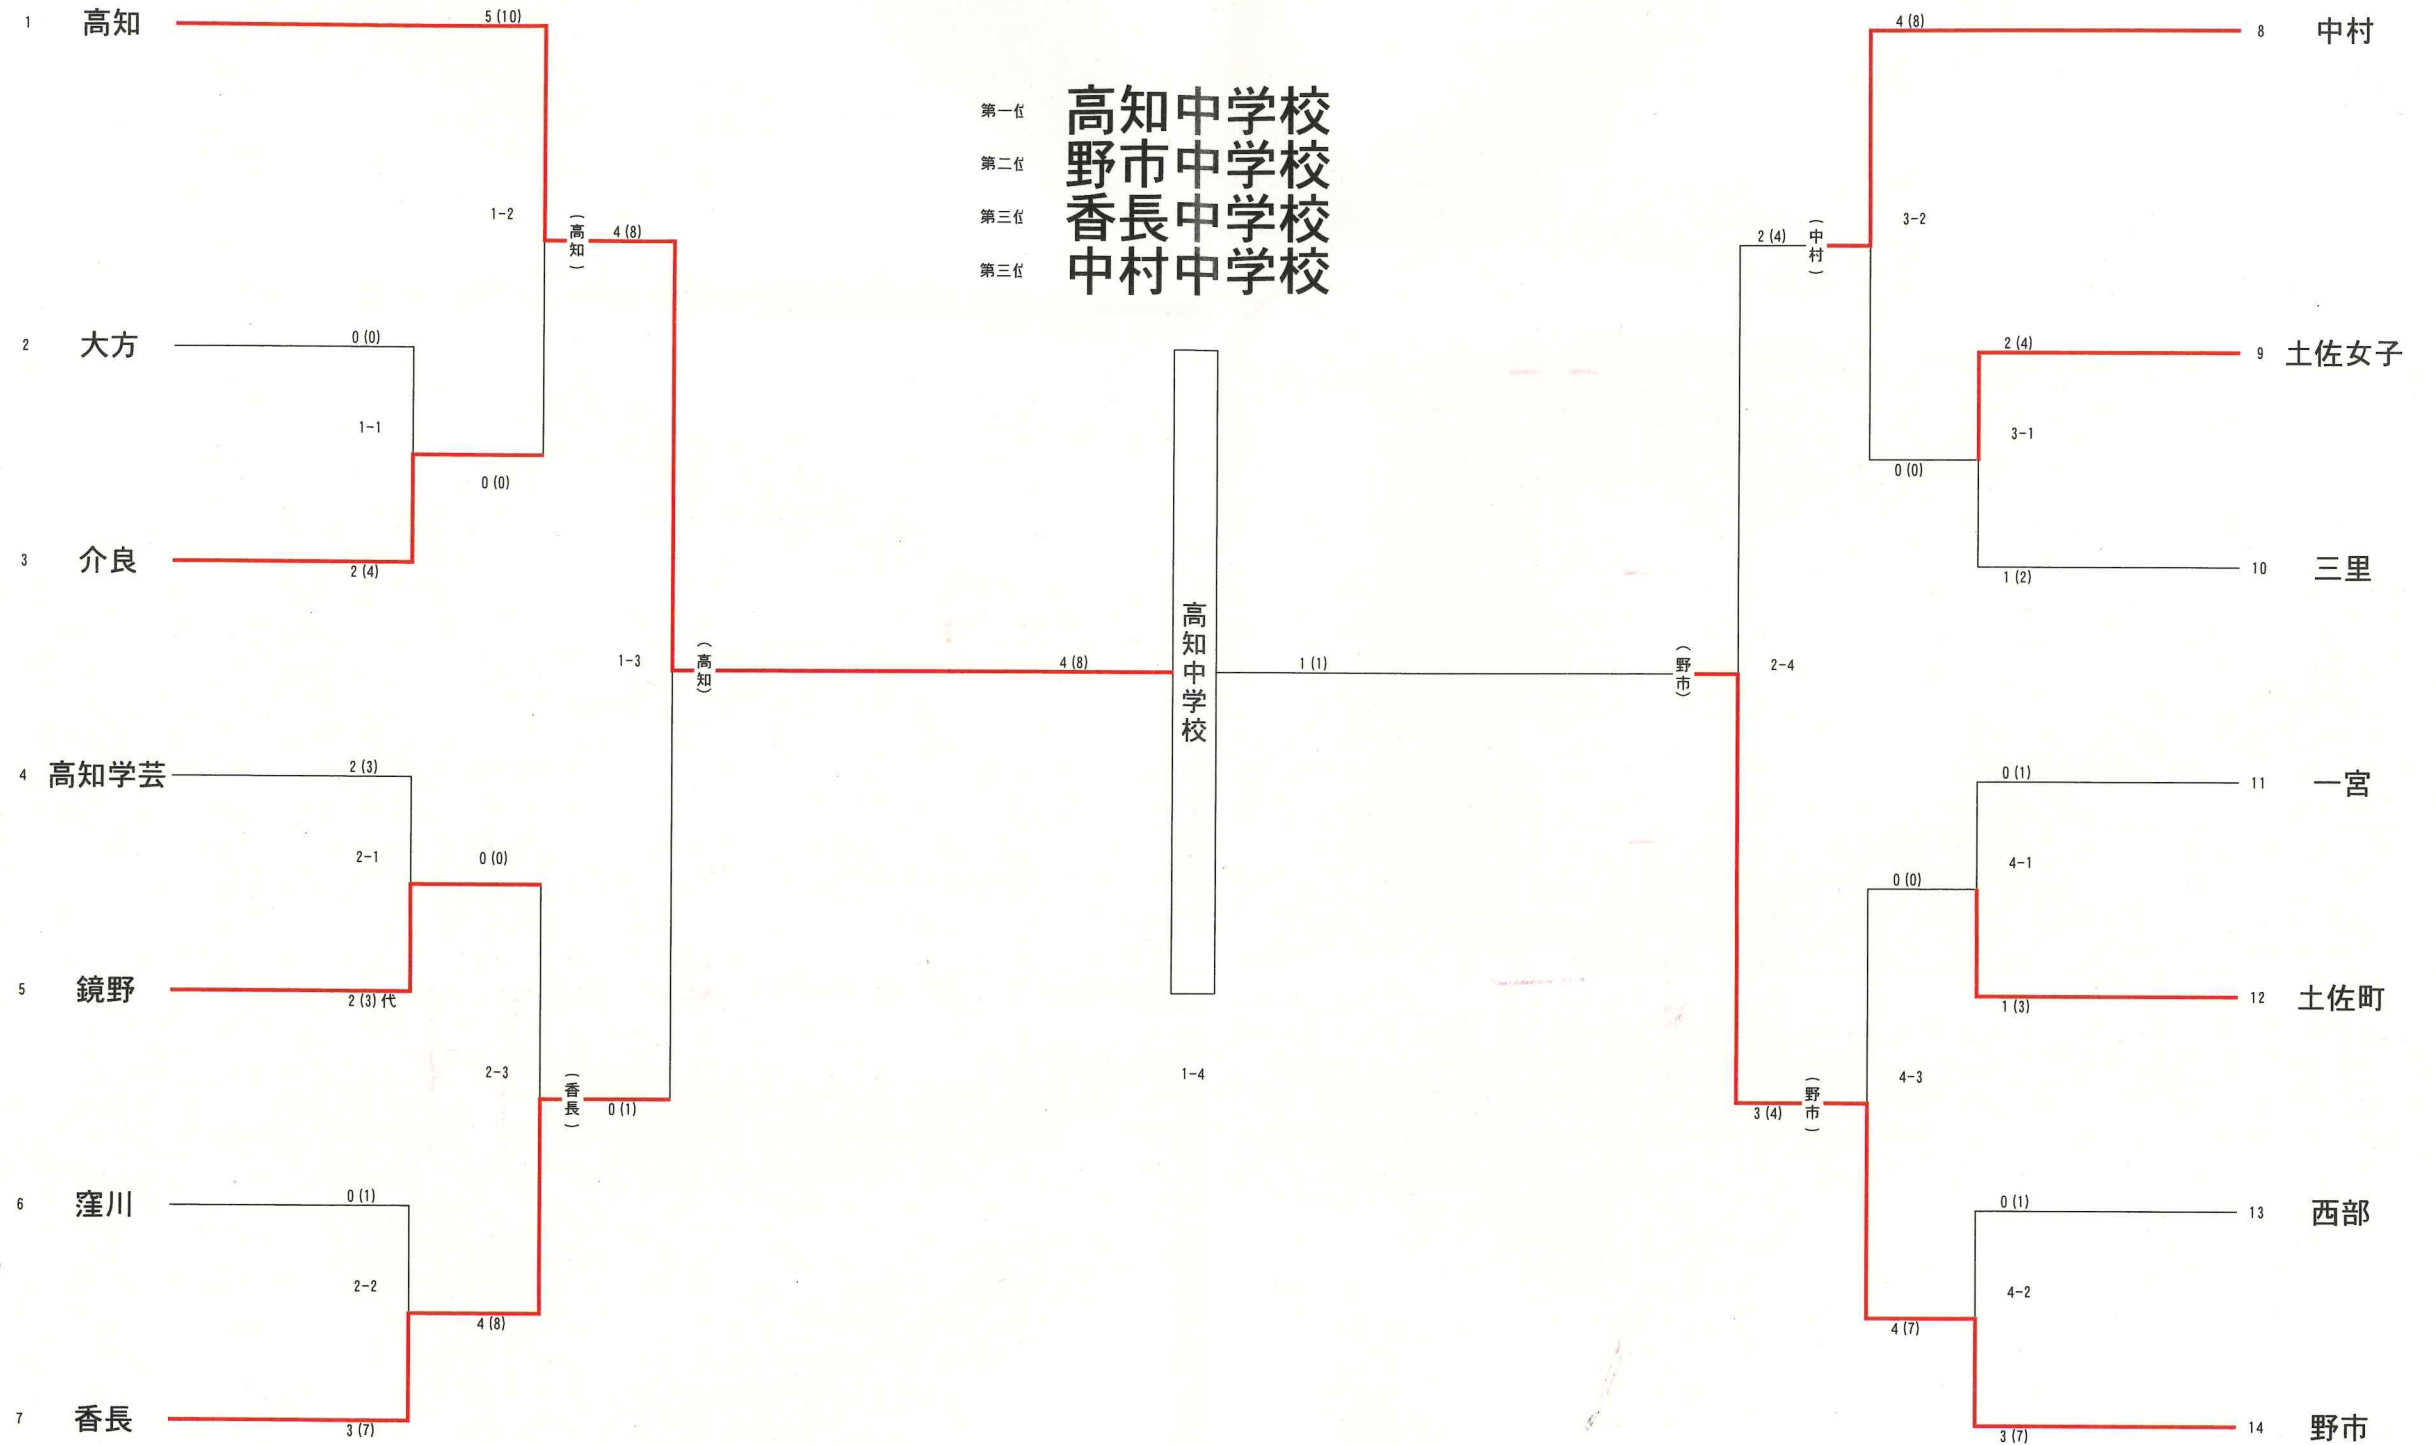 1 高知 5 (10)
4 (8) 8 中村
第一位 高知中学校
第二位 野市中学校
第三位 香長中学校
第三位 中村中学校
1-2
(高知) 4 (8)
2 (4) (中村)
3-2
2 大方 0 (0)
2 (4) 9 土佐女子
1-1
3-1
0 (0)
0 (0)
3 介良 2 (4)
1 (2) 10 三里
1-3 (高知) 4 (8)
高知中学校
1 (1) (野市) 2-4
4 高知学芸 2 (3)
0 (1) 11 一宮
2-1 0 (0)
0 (0) 4-1
5 鏡野 2 (3) 代
1 (3) 12 土佐町
2-3 (香長) 0 (1)
1-4
3 (4) (野市) 4-3
6 窪川 0 (1)
0 (1) 13 西部
2-2
4-2
4 (8)
4 (7)
7 香長 3 (7)
3 (7) 14 野市